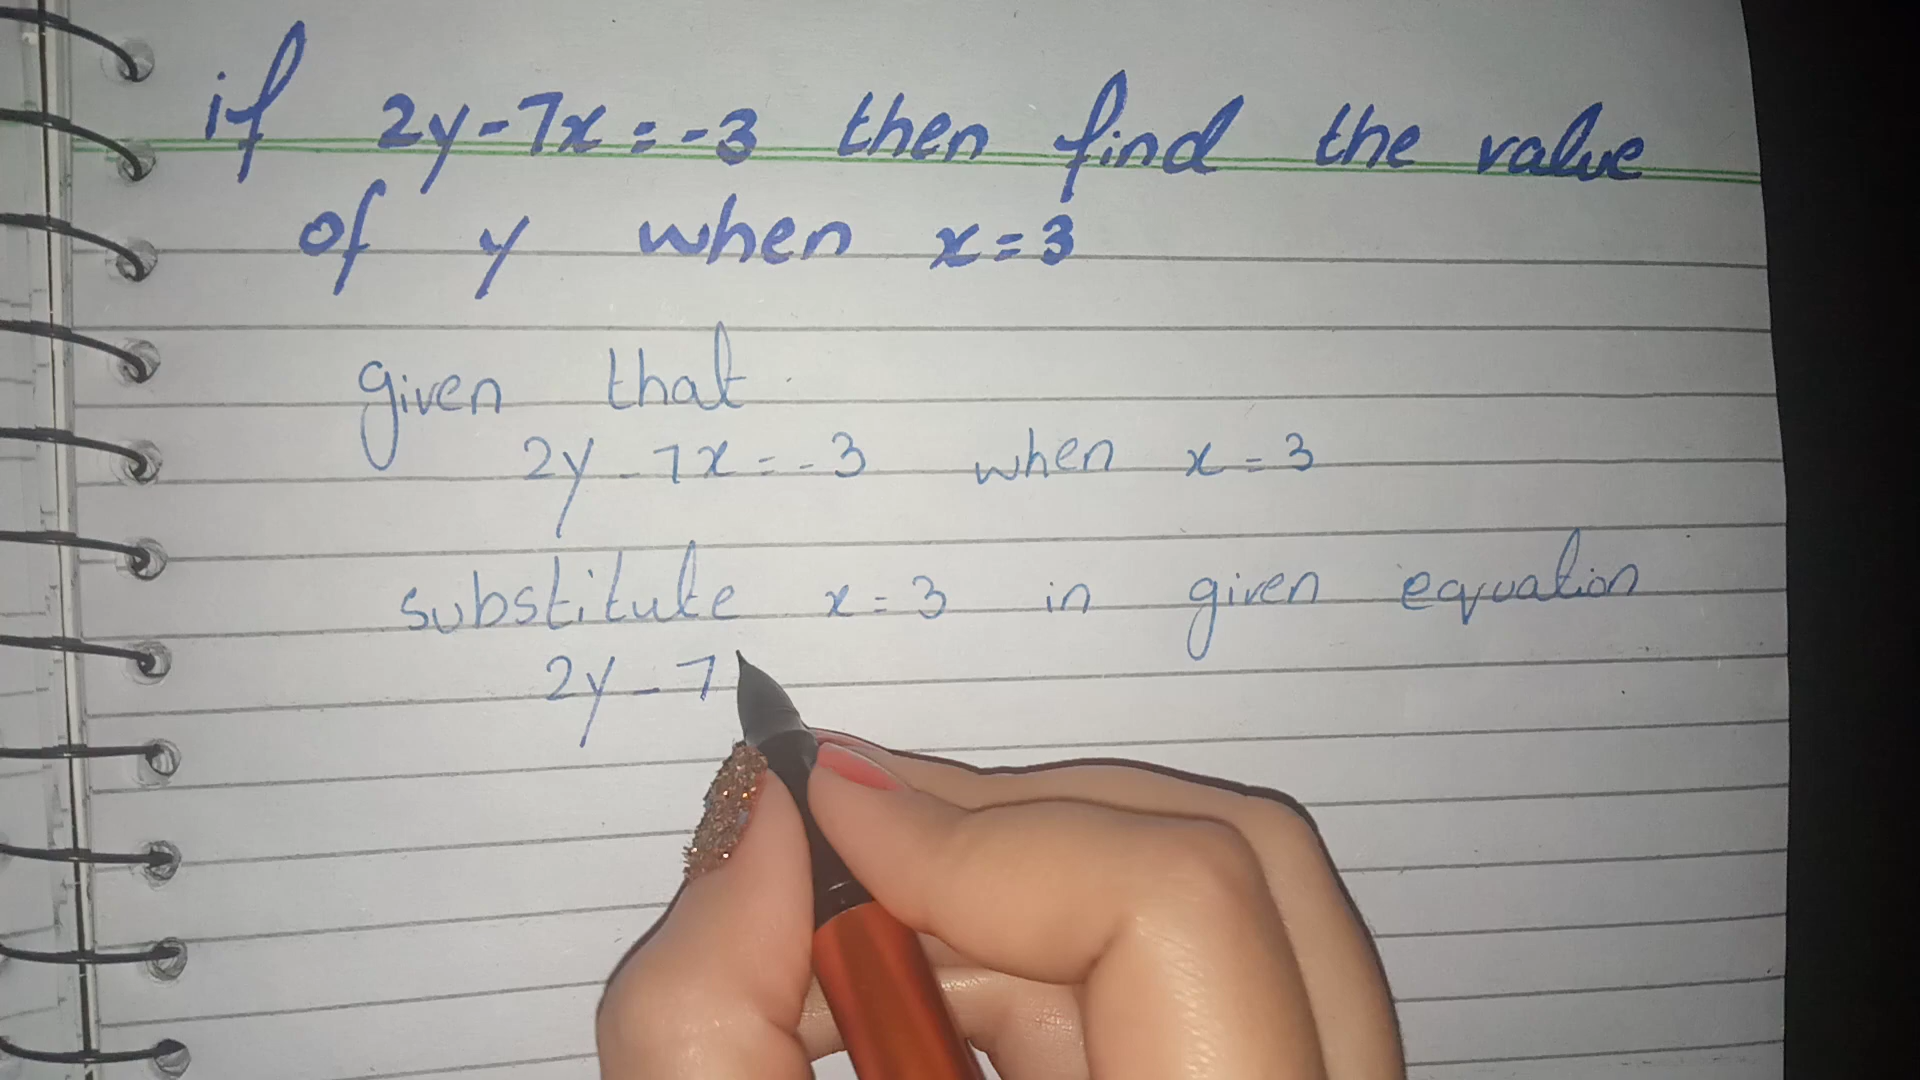 if 2y-7x=-3 then find the value
of y when x=3
given that
2y-7x=-3 when x=3
substitute x=3 in given equation
2y-7